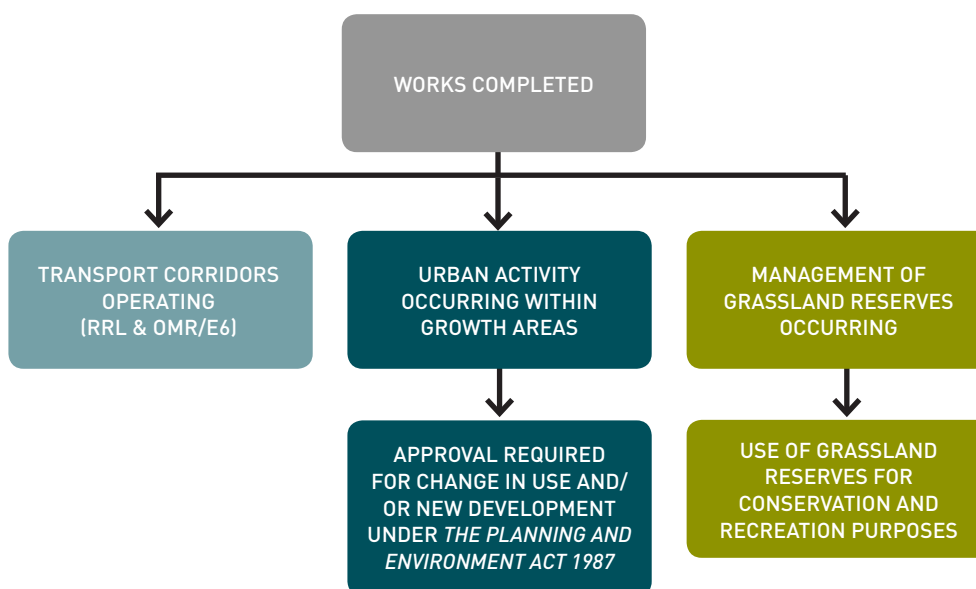 WORKS COMPLETED
TRANSPORT CORRIDORS
OPERATING
(RRL & OMR/E6)
URBAN ACTIVITY
OCCURRING WITHIN
GROWTH AREAS
MANAGEMENT OF
GRASSLAND RESERVES
OCCURRING
APPROVAL REQUIRED
FOR CHANGE IN USE AND/
OR NEW DEVELOPMENT
UNDER THE PLANNING AND
ENVIRONMENT ACT 1987
USE OF GRASSLAND
RESERVES FOR
CONSERVATION AND
RECREATION PURPOSES